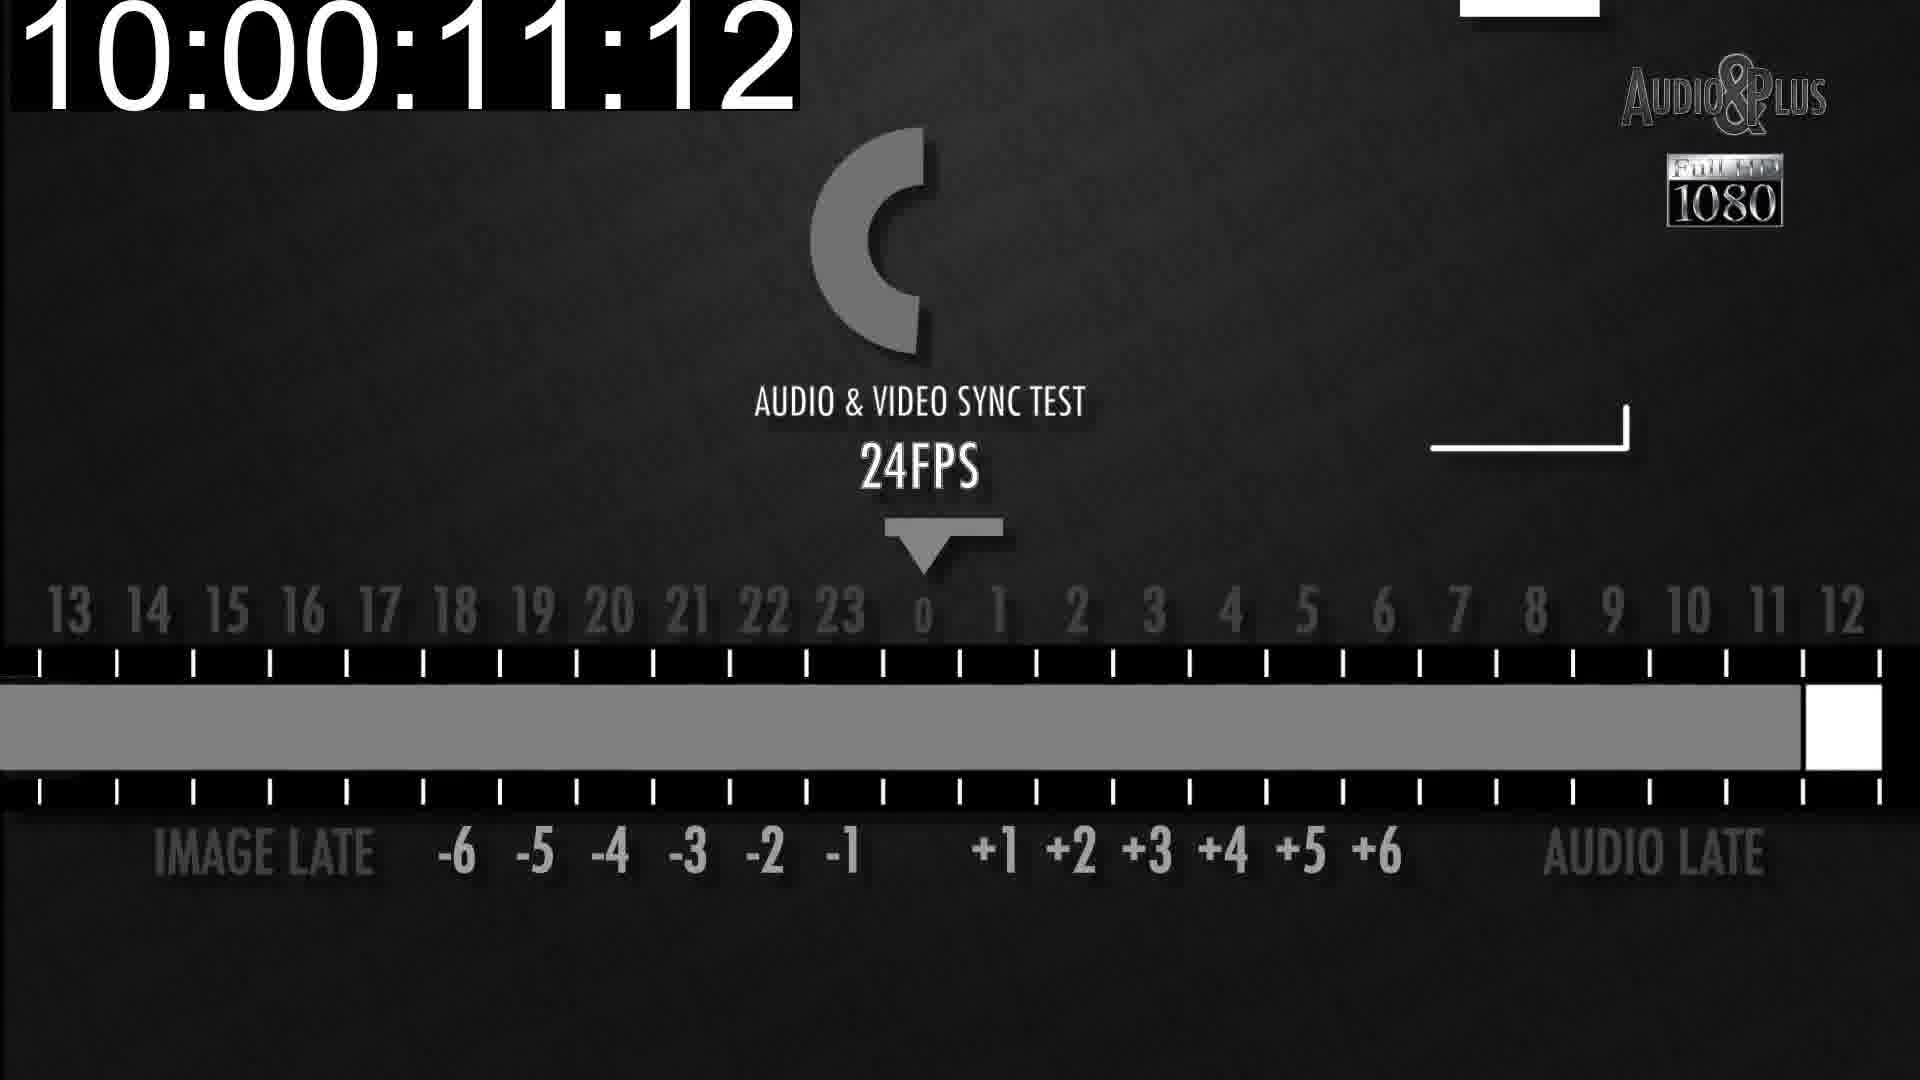 10:00:11:12
AUDIO&PLUS
Full HD
1080
AUDIO & VIDEO SYNC TEST
24FPS
13 14 15 16 17 18 19 20 21 22 23 0 1 2 3 4 5 6 7 8 9 10 11 12
IMAGE LATE -6 -5 -4 -3 -2 -1 +1 +2 +3 +4 +5 +6 AUDIO LATE